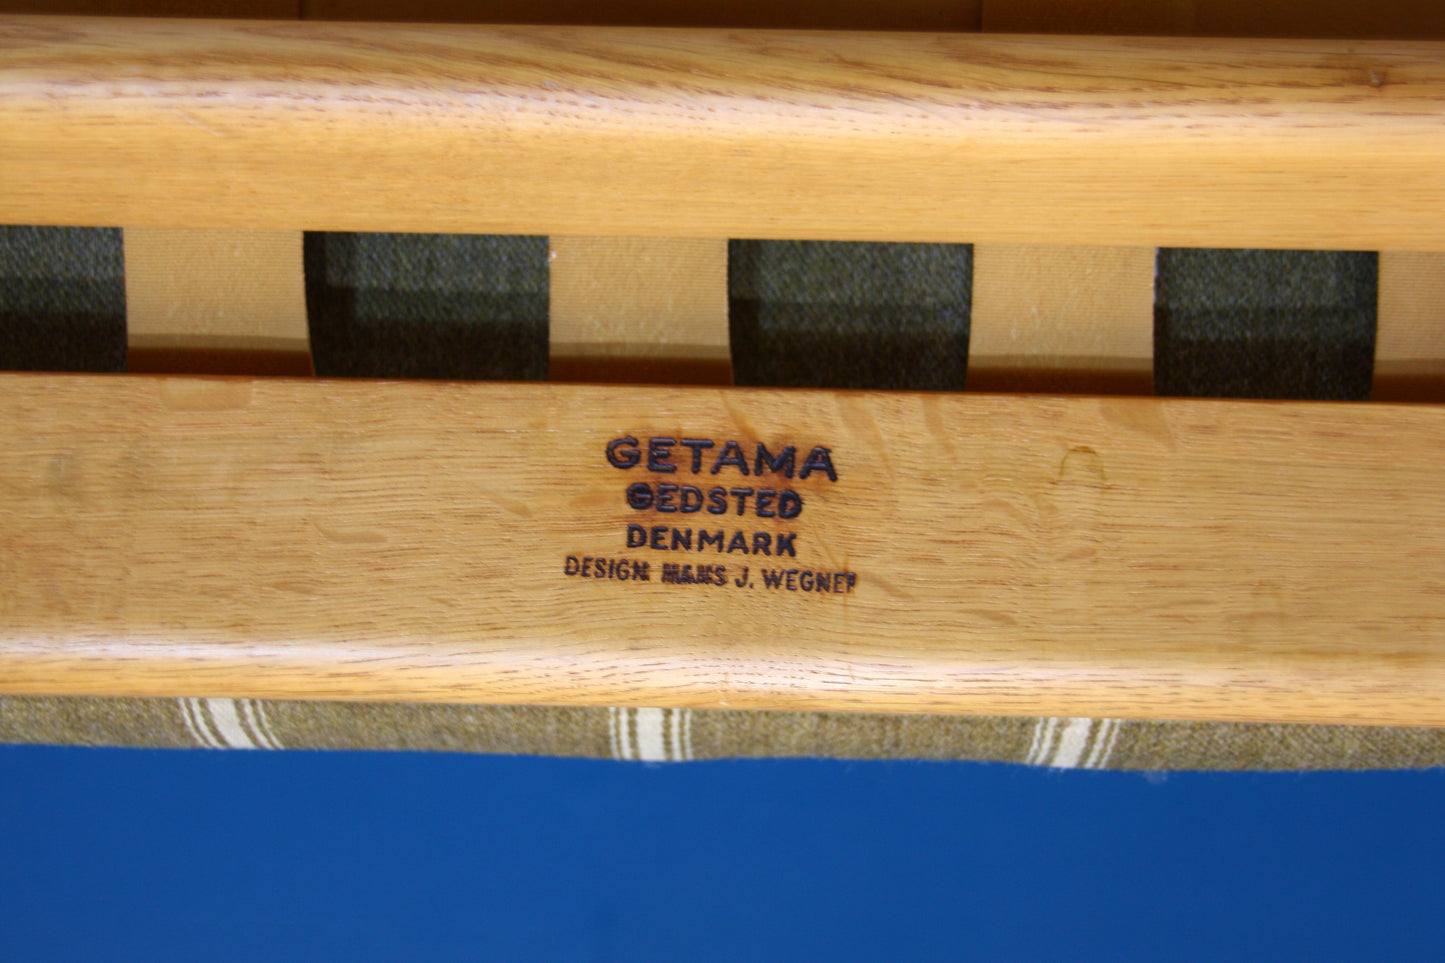 GETAMA
GEDSTED
DENMARK
DESIGN HANS J. WEGNER